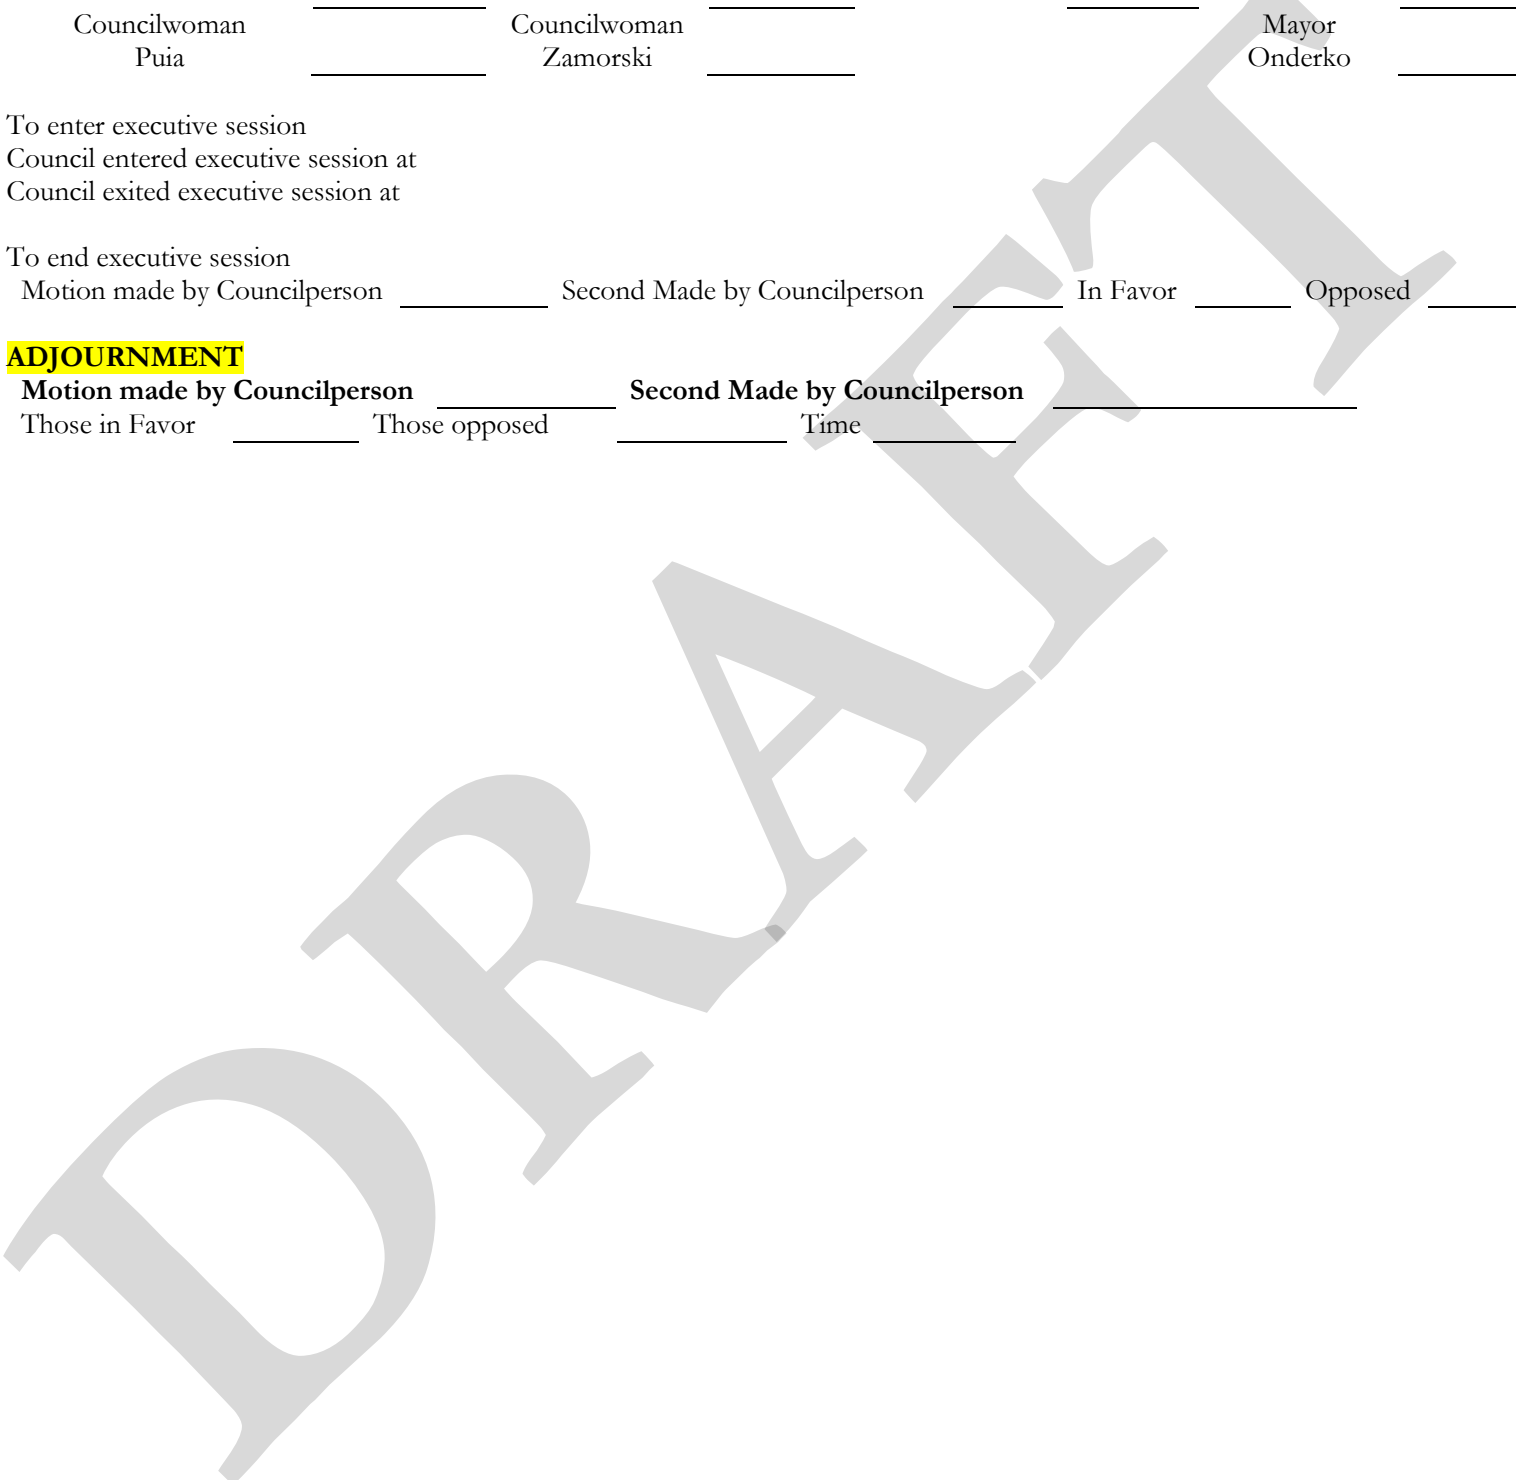 Councilwoman Councilwoman Mayor
Puia Zamorski Onderko
To enter executive session
Council entered executive session at
Council exited executive session at
To end executive session
Motion made by Councilperson Second Made by Councilperson In Favor Opposed
ADJOURNMENT
Motion made by Councilperson Second Made by Councilperson
Those in Favor Those opposed Time
DRAFT